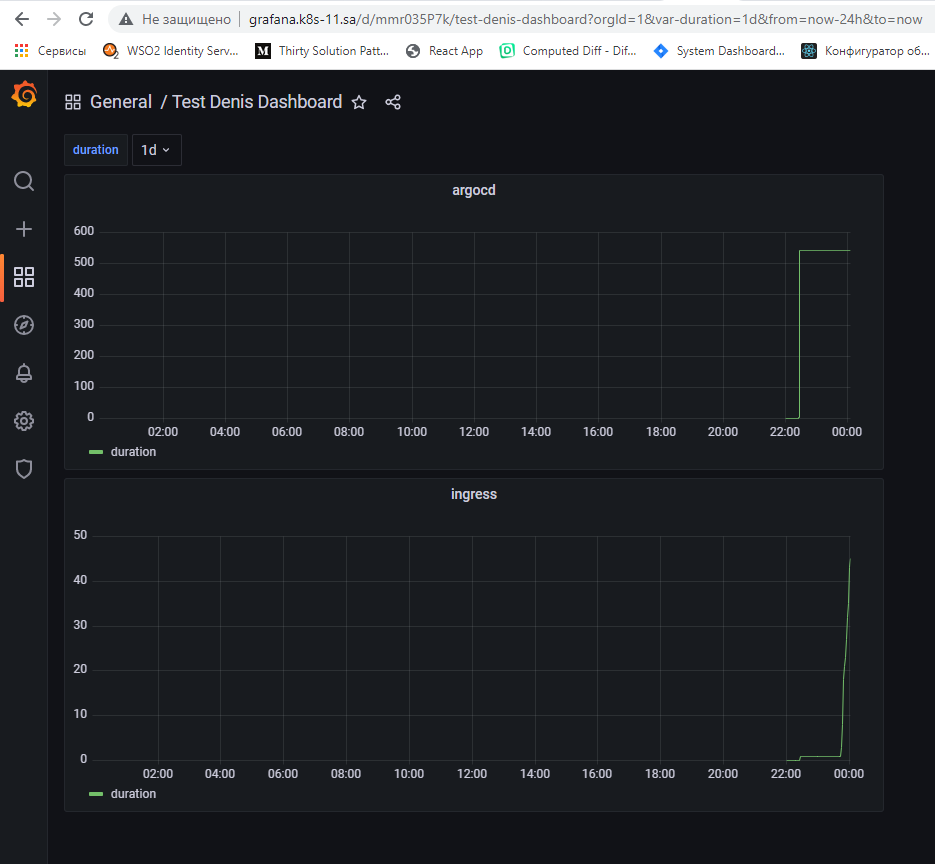 Не защищено grafana.k8s-11.sa/d/mmr035P7k/test-denis-dashboard?orgId=1&var-duration=1d&from=now-24h&to=now
Сервисы WSO2 Identity Serv... M Thirty Solution Patt... React App Computed Diff - Dif... System Dashboard... Конфигуратор об...
General / Test Denis Dashboard
duration 1d
argocd
600
500
400
300
200
100
0
02:00 04:00 06:00 08:00 10:00 12:00 14:00 16:00 18:00 20:00 22:00 00:00
duration
ingress
50
40
30
20
10
0
02:00 04:00 06:00 08:00 10:00 12:00 14:00 16:00 18:00 20:00 22:00 00:00
duration